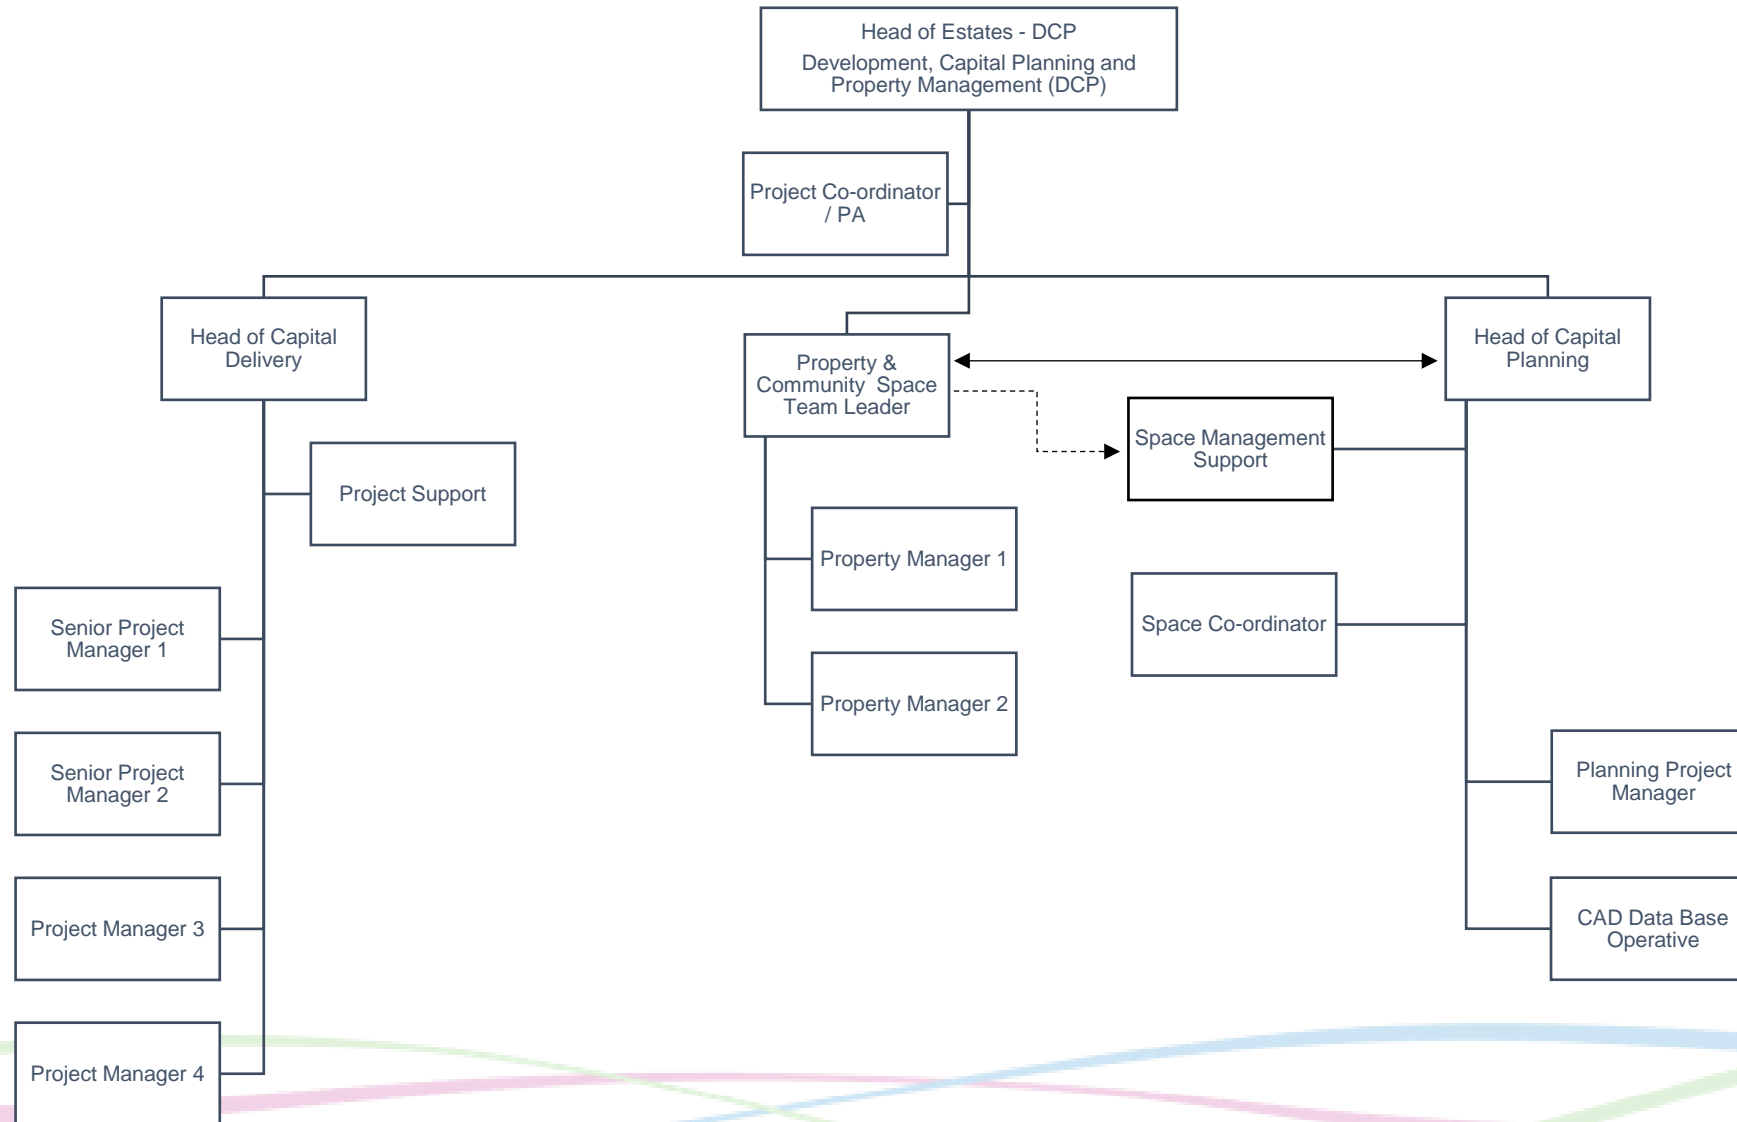 Head of Estates - DCP
Development, Capital Planning and
Property Management (DCP)
Project Co-ordinator
/ PA
Head of Capital
Delivery
Property &
Community  Space
Team Leader
Head of Capital
Planning
Space Management
Support
Project Support
Property Manager 1
Senior Project
Manager 1
Space Co-ordinator
Property Manager 2
Senior Project
Manager 2
Planning Project
Manager
Project Manager 3
CAD Data Base
Operative
Project Manager 4